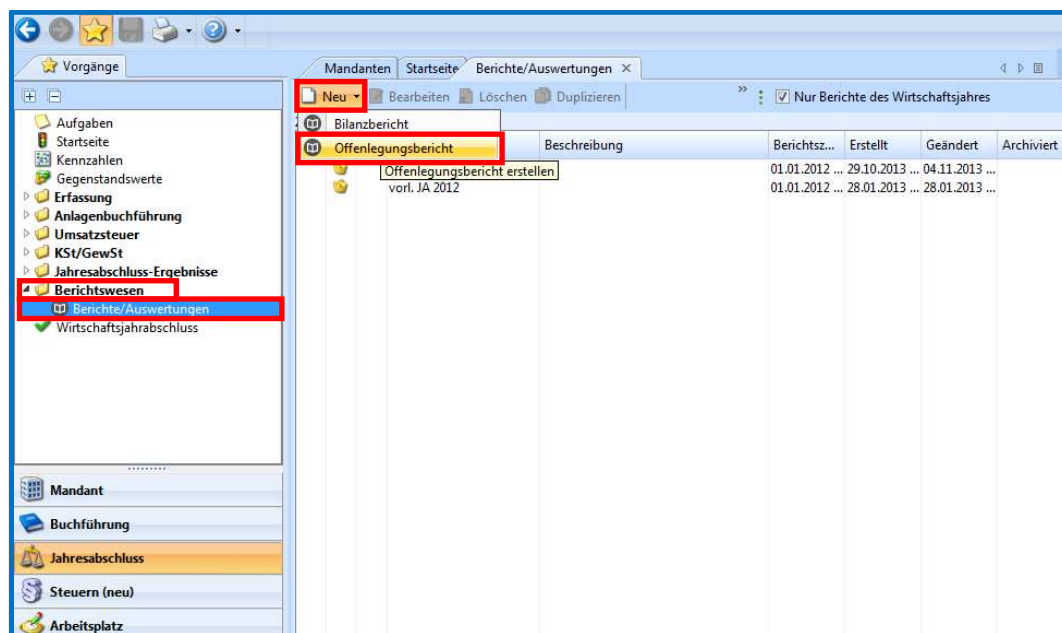 Vorgänge
Mandanten Startseite Berichte/Auswertungen
Neu Bearbeiten Löschen Duplizieren » Nur Berichte des Wirtschaftsjahres
Aufgaben
Startseite
Kennzahlen
Gegenstandswerte
Erfassung
Anlagenbuchführung
Umsatzsteuer
KSt/GewSt
Jahresabschluss-Ergebnisse
Berichtswesen
Berichte/Auswertungen
Wirtschaftsjahrabschluss
Bilanzbericht
Offenlegungsbericht
Offenlegungsbericht erstellen
Beschreibung Berichtsz... Erstellt Geändert Archiviert
01.01.2012 ... 29.10.2013 ... 04.11.2013 ...
vorl. JA 2012 01.01.2012 ... 28.01.2013 ... 28.01.2013 ...
Mandant
Buchführung
Jahresabschluss
Steuern (neu)
Arbeitsplatz